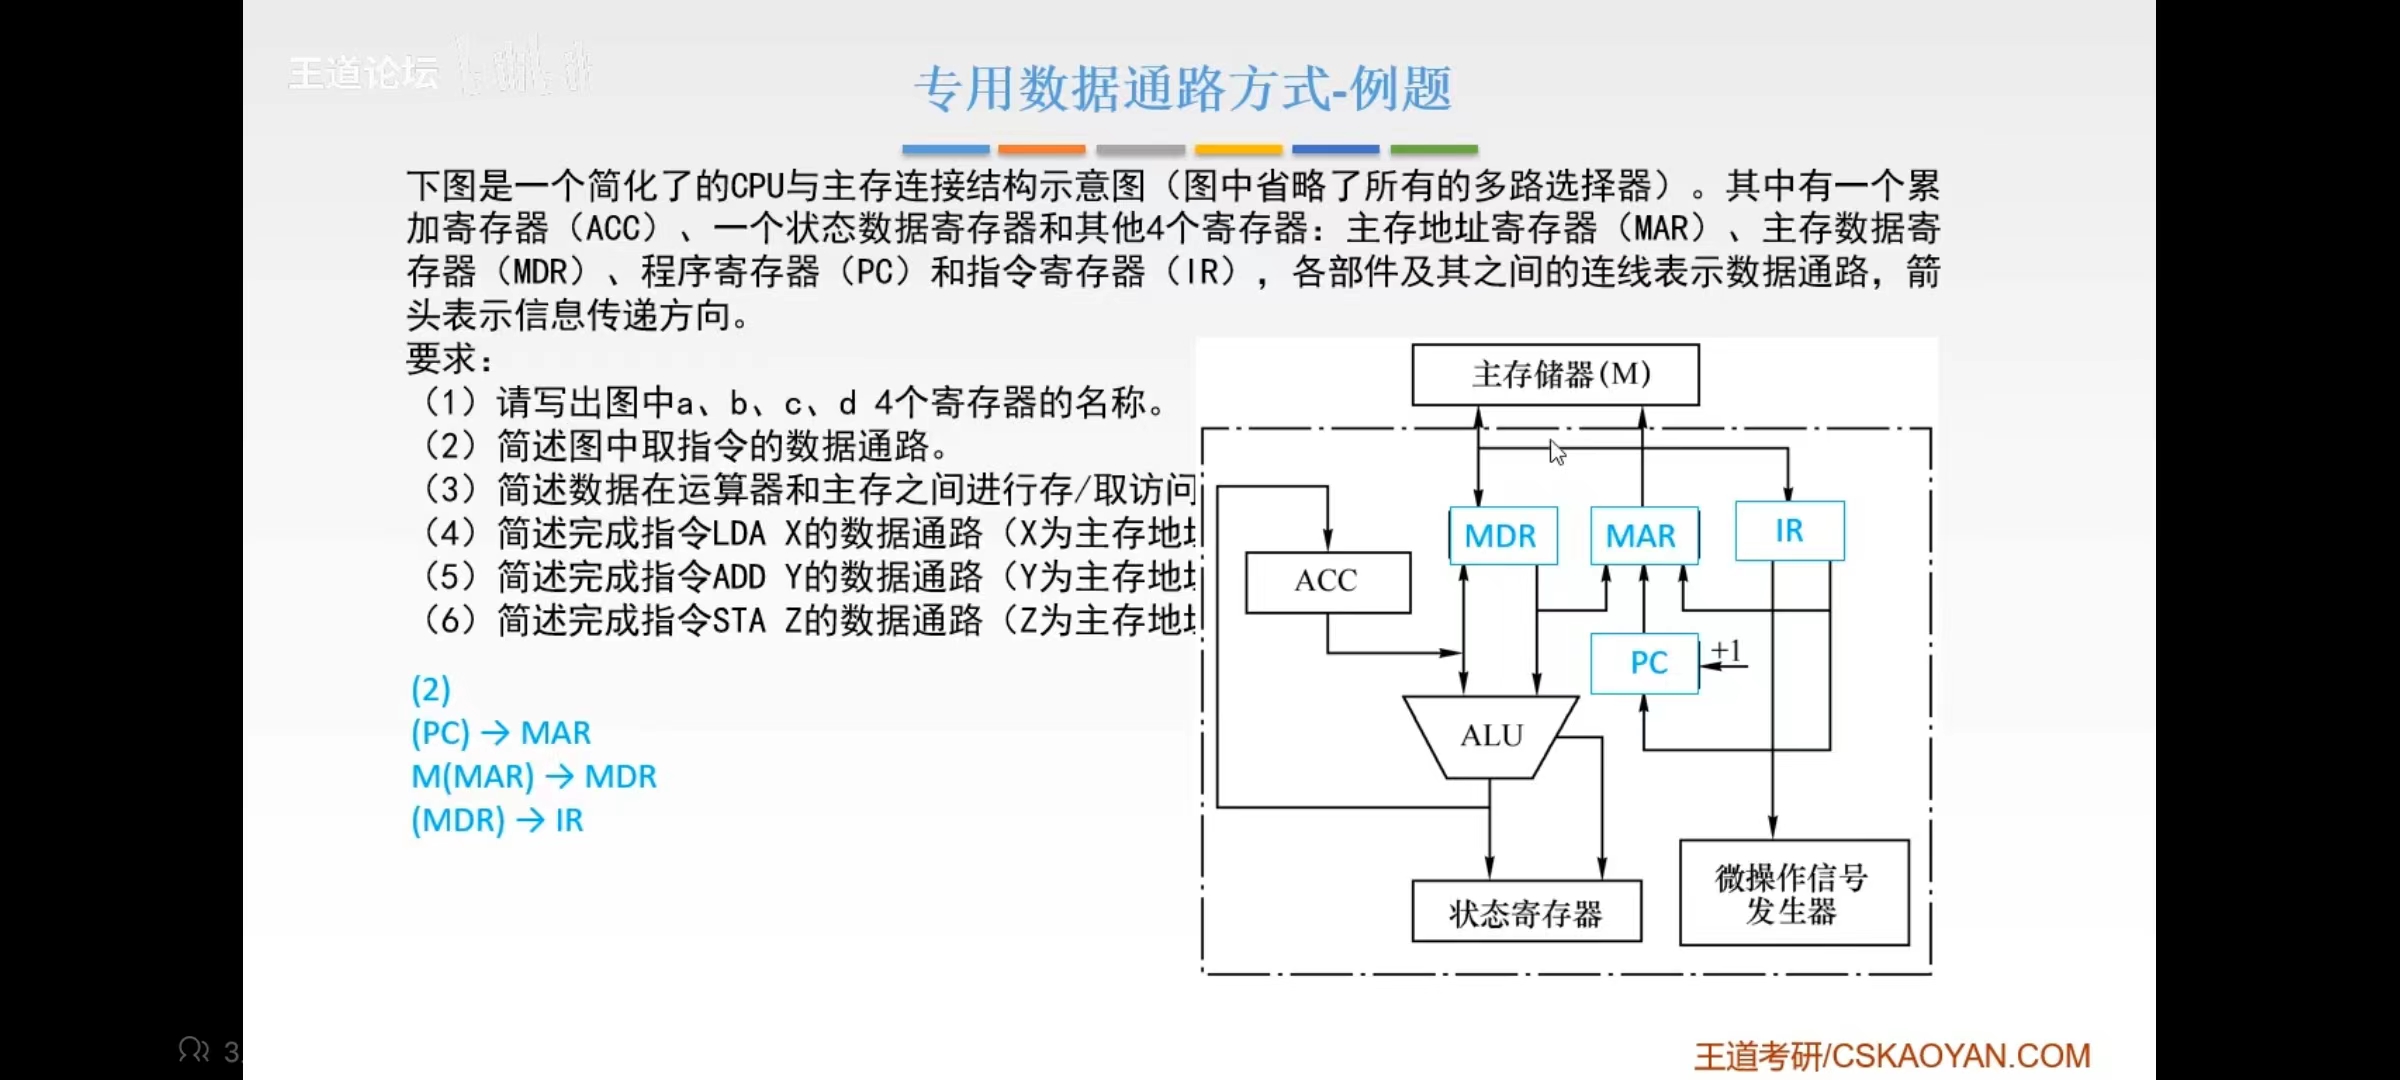 王道论坛
专用数据通路方式-例题
下图是一个简化了的CPU与主存连接结构示意图（图中省略了所有的多路选择器）。其中有一个累
加寄存器（ACC）、一个状态数据寄存器和其他4个寄存器：主存地址寄存器（MAR）、主存数据寄
存器（MDR）、程序寄存器（PC）和指令寄存器（IR），各部件及其之间的连线表示数据通路，箭
头表示信息传递方向。
要求：
（1）请写出图中a、b、c、d 4个寄存器的名称。
（2）简述图中取指令的数据通路。
（3）简述数据在运算器和主存之间进行存/取访问
（4）简述完成指令LDA X的数据通路（X为主存地
（5）简述完成指令ADD Y的数据通路（Y为主存地
（6）简述完成指令STA Z的数据通路（Z为主存地
(2)
(PC) → MAR
M(MAR) → MDR
(MDR) → IR
主存储器(M)
MDR
MAR
IR
ACC
PC
+1
ALU
状态寄存器
微操作信号
发生器
3
王道考研/CSKAOYAN.COM